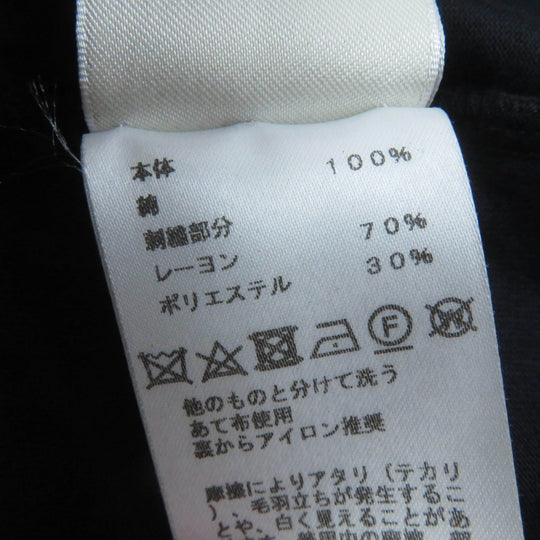 本体
綿 100%
刺繍部分
レーヨン 70%
ポリエステル 30%
F
W
他のものと分けて洗う
あて布使用
裏からアイロン推奨
摩擦によりアタリ(テカリ
)、毛羽立ちが発生するこ
とや、白く見えることがあ